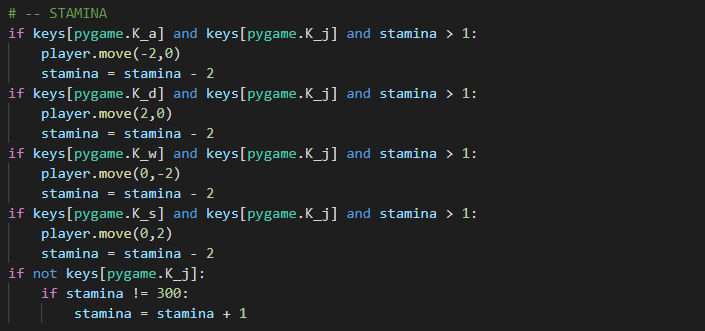 # -- STAMINA
if keys[pygame.K_a] and keys[pygame.K_j] and stamina > 1:
    player.move(-2,0)
    stamina = stamina - 2
if keys[pygame.K_d] and keys[pygame.K_j] and stamina > 1:
    player.move(2,0)
    stamina = stamina - 2
if keys[pygame.K_w] and keys[pygame.K_j] and stamina > 1:
    player.move(0,-2)
    stamina = stamina - 2
if keys[pygame.K_s] and keys[pygame.K_j] and stamina > 1:
    player.move(0,2)
    stamina = stamina - 2
if not keys[pygame.K_j]:
    if stamina != 300:
        stamina = stamina + 1